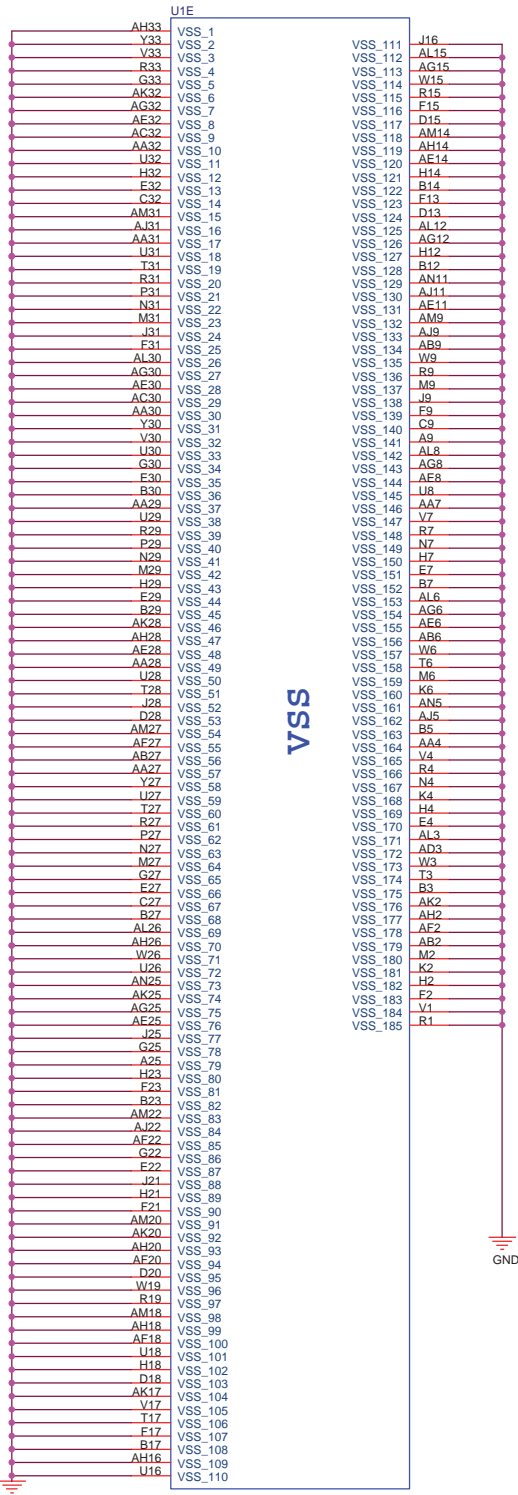 U1E
AH33 VSS_1
Y33 VSS_2
V33 VSS_3
R33 VSS_4
G33 VSS_5
AK32 VSS_6
AG32 VSS_7
AE32 VSS_8
AC32 VSS_9
AA32 VSS_10
U32 VSS_11
H32 VSS_12
E32 VSS_13
C32 VSS_14
AM31 VSS_15
AJ31 VSS_16
AA31 VSS_17
U31 VSS_18
T31 VSS_19
R31 VSS_20
P31 VSS_21
N31 VSS_22
M31 VSS_23
J31 VSS_24
F31 VSS_25
AL30 VSS_26
AG30 VSS_27
AE30 VSS_28
AC30 VSS_29
AA30 VSS_30
Y30 VSS_31
V30 VSS_32
U30 VSS_33
G30 VSS_34
E30 VSS_35
B30 VSS_36
AA29 VSS_37
U29 VSS_38
R29 VSS_39
P29 VSS_40
N29 VSS_41
M29 VSS_42
H29 VSS_43
E29 VSS_44
B29 VSS_45
AK28 VSS_46
AH28 VSS_47
AE28 VSS_48
AA28 VSS_49
U28 VSS_50
T28 VSS_51
J28 VSS_52
D28 VSS_53
AM27 VSS_54
AF27 VSS_55
AB27 VSS_56
AA27 VSS_57
Y27 VSS_58
U27 VSS_59
T27 VSS_60
R27 VSS_61
P27 VSS_62
N27 VSS_63
M27 VSS_64
G27 VSS_65
E27 VSS_66
C27 VSS_67
B27 VSS_68
AL26 VSS_69
AH26 VSS_70
W26 VSS_71
U26 VSS_72
AN25 VSS_73
AK25 VSS_74
AG25 VSS_75
AE25 VSS_76
J25 VSS_77
G25 VSS_78
A25 VSS_79
H23 VSS_80
F23 VSS_81
B23 VSS_82
AM22 VSS_83
AJ22 VSS_84
AF22 VSS_85
G22 VSS_86
E22 VSS_87
J21 VSS_88
H21 VSS_89
F21 VSS_90
AM20 VSS_91
AK20 VSS_92
AH20 VSS_93
AF20 VSS_94
D20 VSS_95
W19 VSS_96
R19 VSS_97
AM18 VSS_98
AH18 VSS_99
AF18 VSS_100
U18 VSS_101
H18 VSS_102
D18 VSS_103
AK17 VSS_104
V17 VSS_105
T17 VSS_106
F17 VSS_107
B17 VSS_108
AH16 VSS_109
U16 VSS_110
VSS
VSS_111 J16
VSS_112 AL15
VSS_113 AG15
VSS_114 W15
VSS_115 R15
VSS_116 F15
VSS_117 D15
VSS_118 AM14
VSS_119 AH14
VSS_120 AE14
VSS_121 H14
VSS_122 B14
VSS_123 F13
VSS_124 D13
VSS_125 AL12
VSS_126 AG12
VSS_127 H12
VSS_128 B12
VSS_129 AN11
VSS_130 AJ11
VSS_131 AE11
VSS_132 AM9
VSS_133 AJ9
VSS_134 AB9
VSS_135 W9
VSS_136 R9
VSS_137 M9
VSS_138 J9
VSS_139 F9
VSS_140 C9
VSS_141 A9
VSS_142 AL8
VSS_143 AG8
VSS_144 AE8
VSS_145 U8
VSS_146 AA7
VSS_147 V7
VSS_148 R7
VSS_149 N7
VSS_150 H7
VSS_151 E7
VSS_152 B7
VSS_153 AL6
VSS_154 AG6
VSS_155 AE6
VSS_156 AB6
VSS_157 W6
VSS_158 T6
VSS_159 M6
VSS_160 K6
VSS_161 AN5
VSS_162 AJ5
VSS_163 B5
VSS_164 AA4
VSS_165 V4
VSS_166 R4
VSS_167 N4
VSS_168 K4
VSS_169 H4
VSS_170 E4
VSS_171 AL3
VSS_172 AD3
VSS_173 W3
VSS_174 T3
VSS_175 B3
VSS_176 AK2
VSS_177 AH2
VSS_178 AF2
VSS_179 AB2
VSS_180 M2
VSS_181 K2
VSS_182 H2
VSS_183 F2
VSS_184 V1
VSS_185 R1
GND